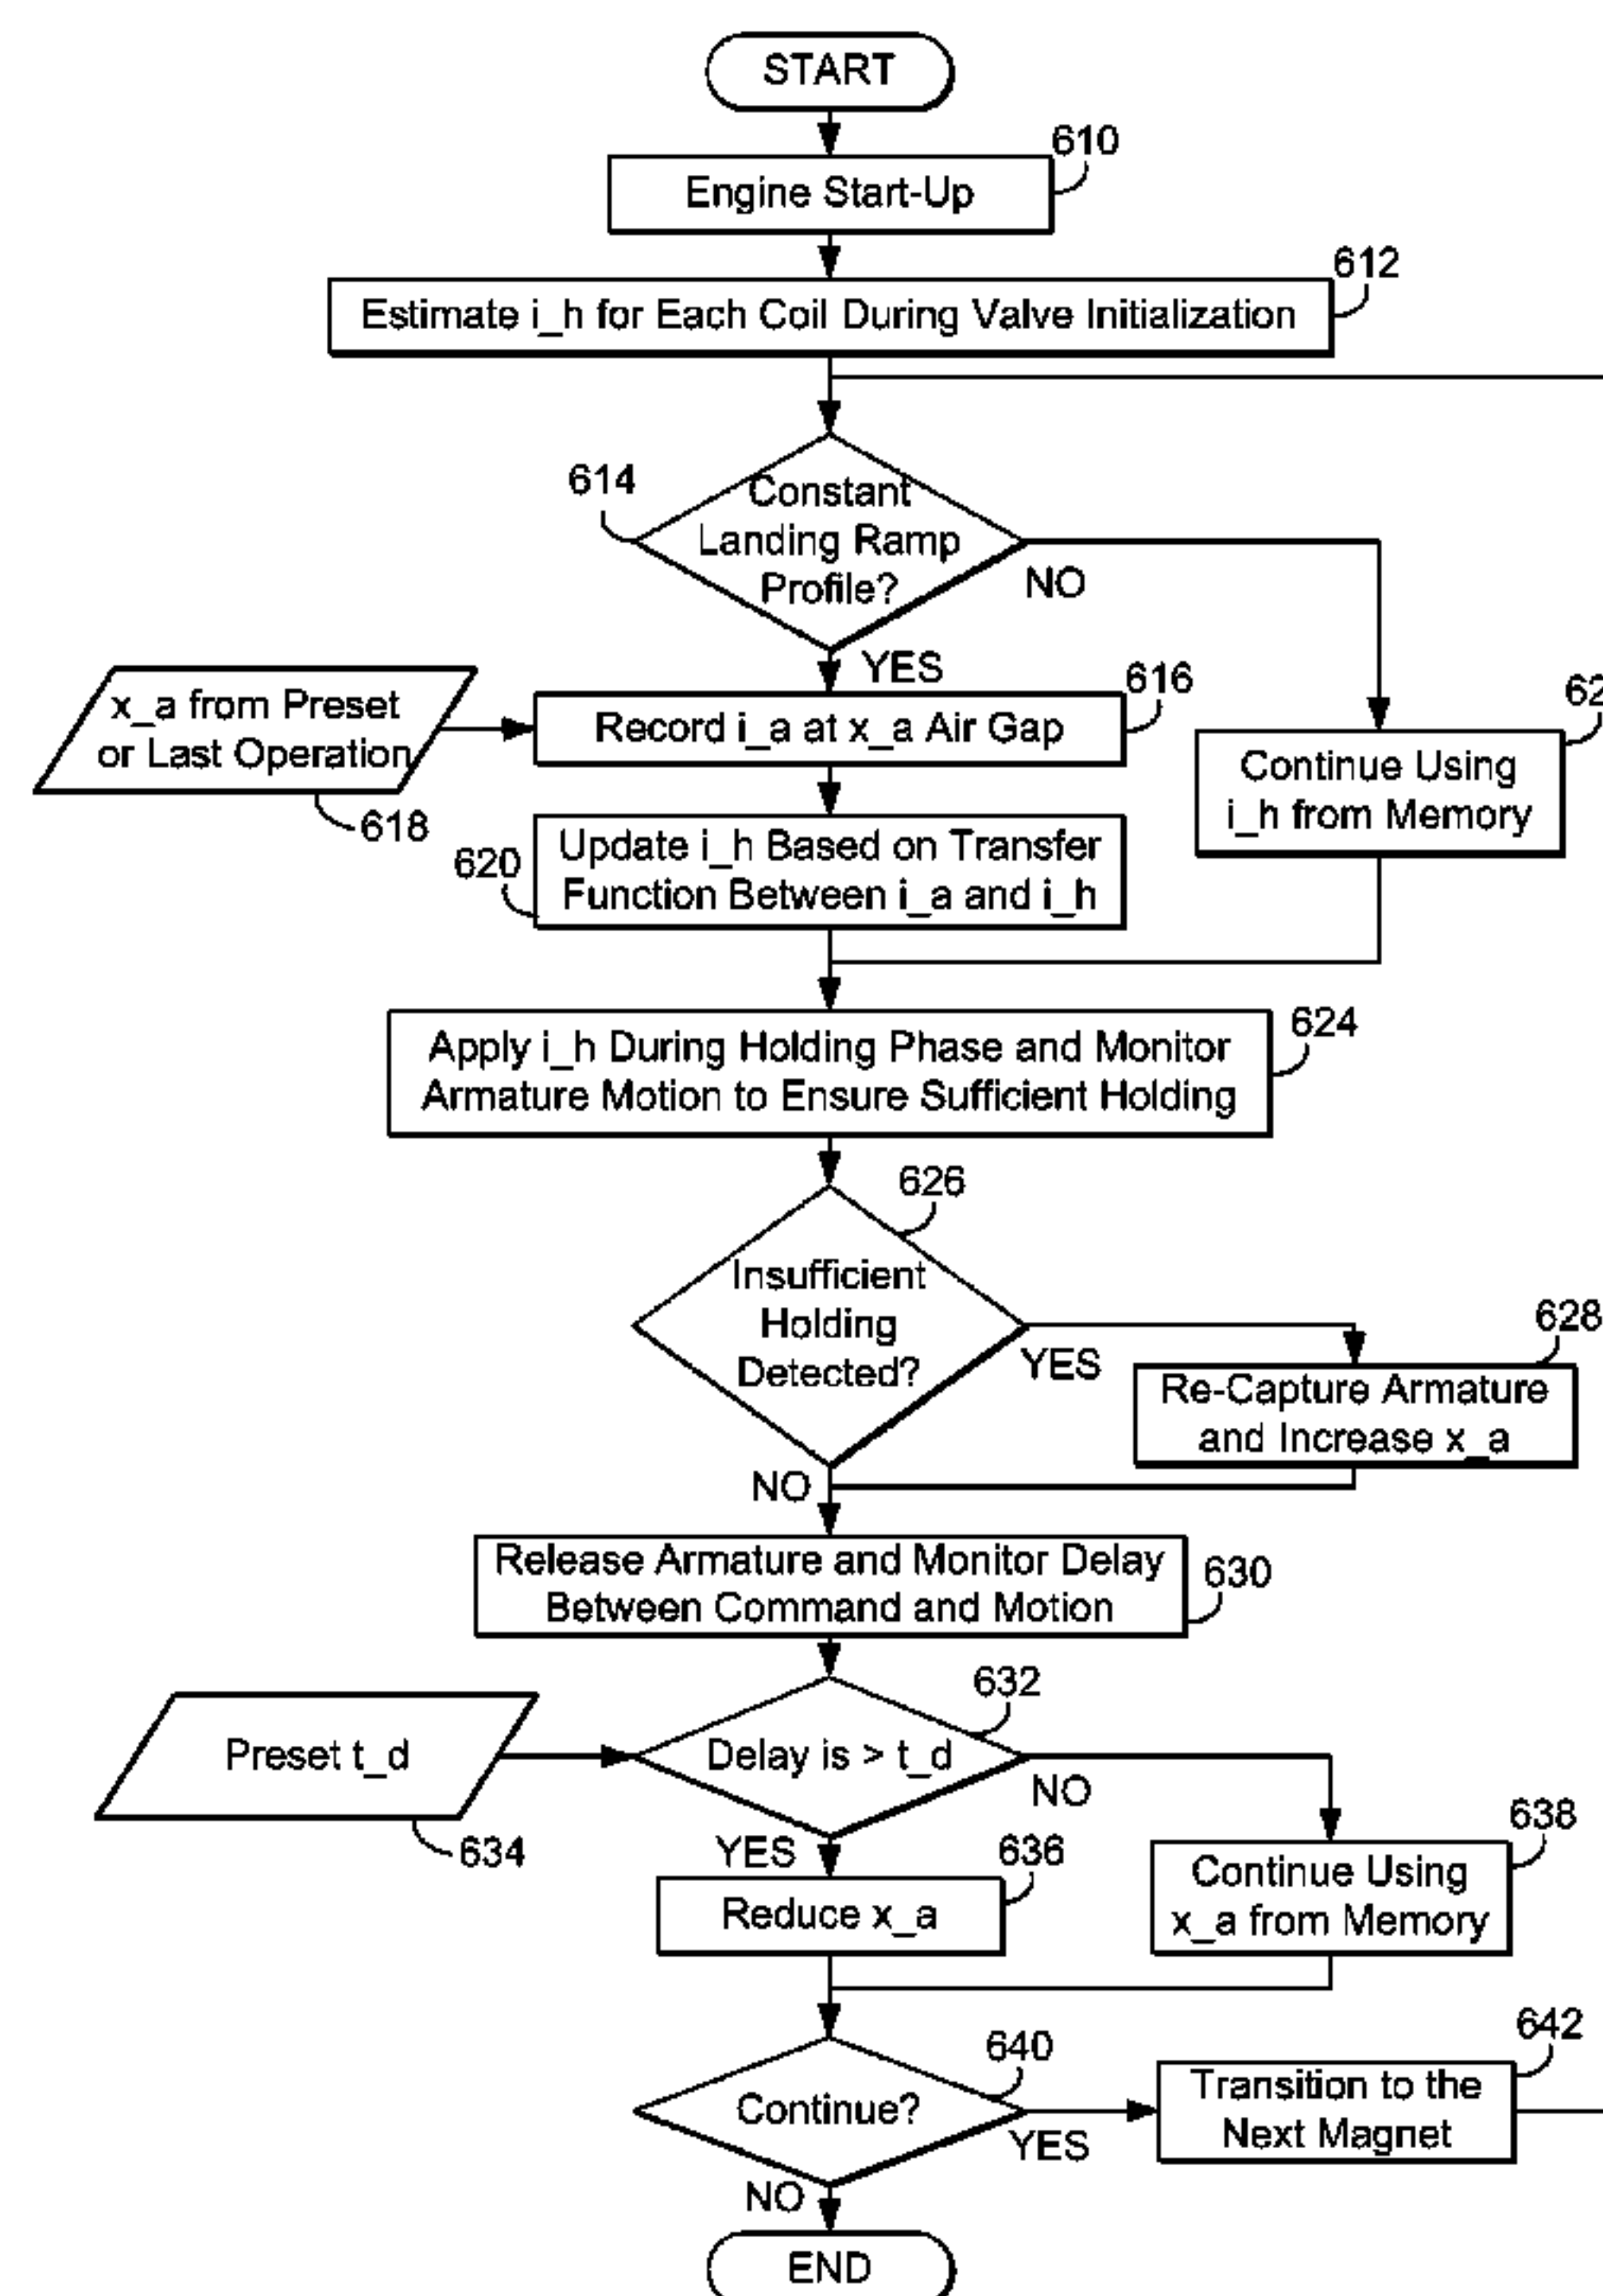 START
610
Engine Start-Up
612
Estimate i_h for Each Coil During Valve Initialization
614
Constant
Landing Ramp
Profile?
NO
YES
616
x_a from Preset
or Last Operation
618
Record i_a at x_a Air Gap
Continue Using
i_h from Memory
620
Update i_h Based on Transfer
Function Between i_a and i_h
624
Apply i_h During Holding Phase and Monitor
Armature Motion to Ensure Sufficient Holding
626
Insufficient
Holding
Detected?
YES
628
Re-Capture Armature
and Increase x_a
NO
Release Armature and Monitor Delay
Between Command and Motion
630
632
Preset t_d
634
Delay is > t_d
NO
YES
636
Reduce x_a
638
Continue Using
x_a from Memory
640
Continue?
YES
642
Transition to the
Next Magnet
NO
END